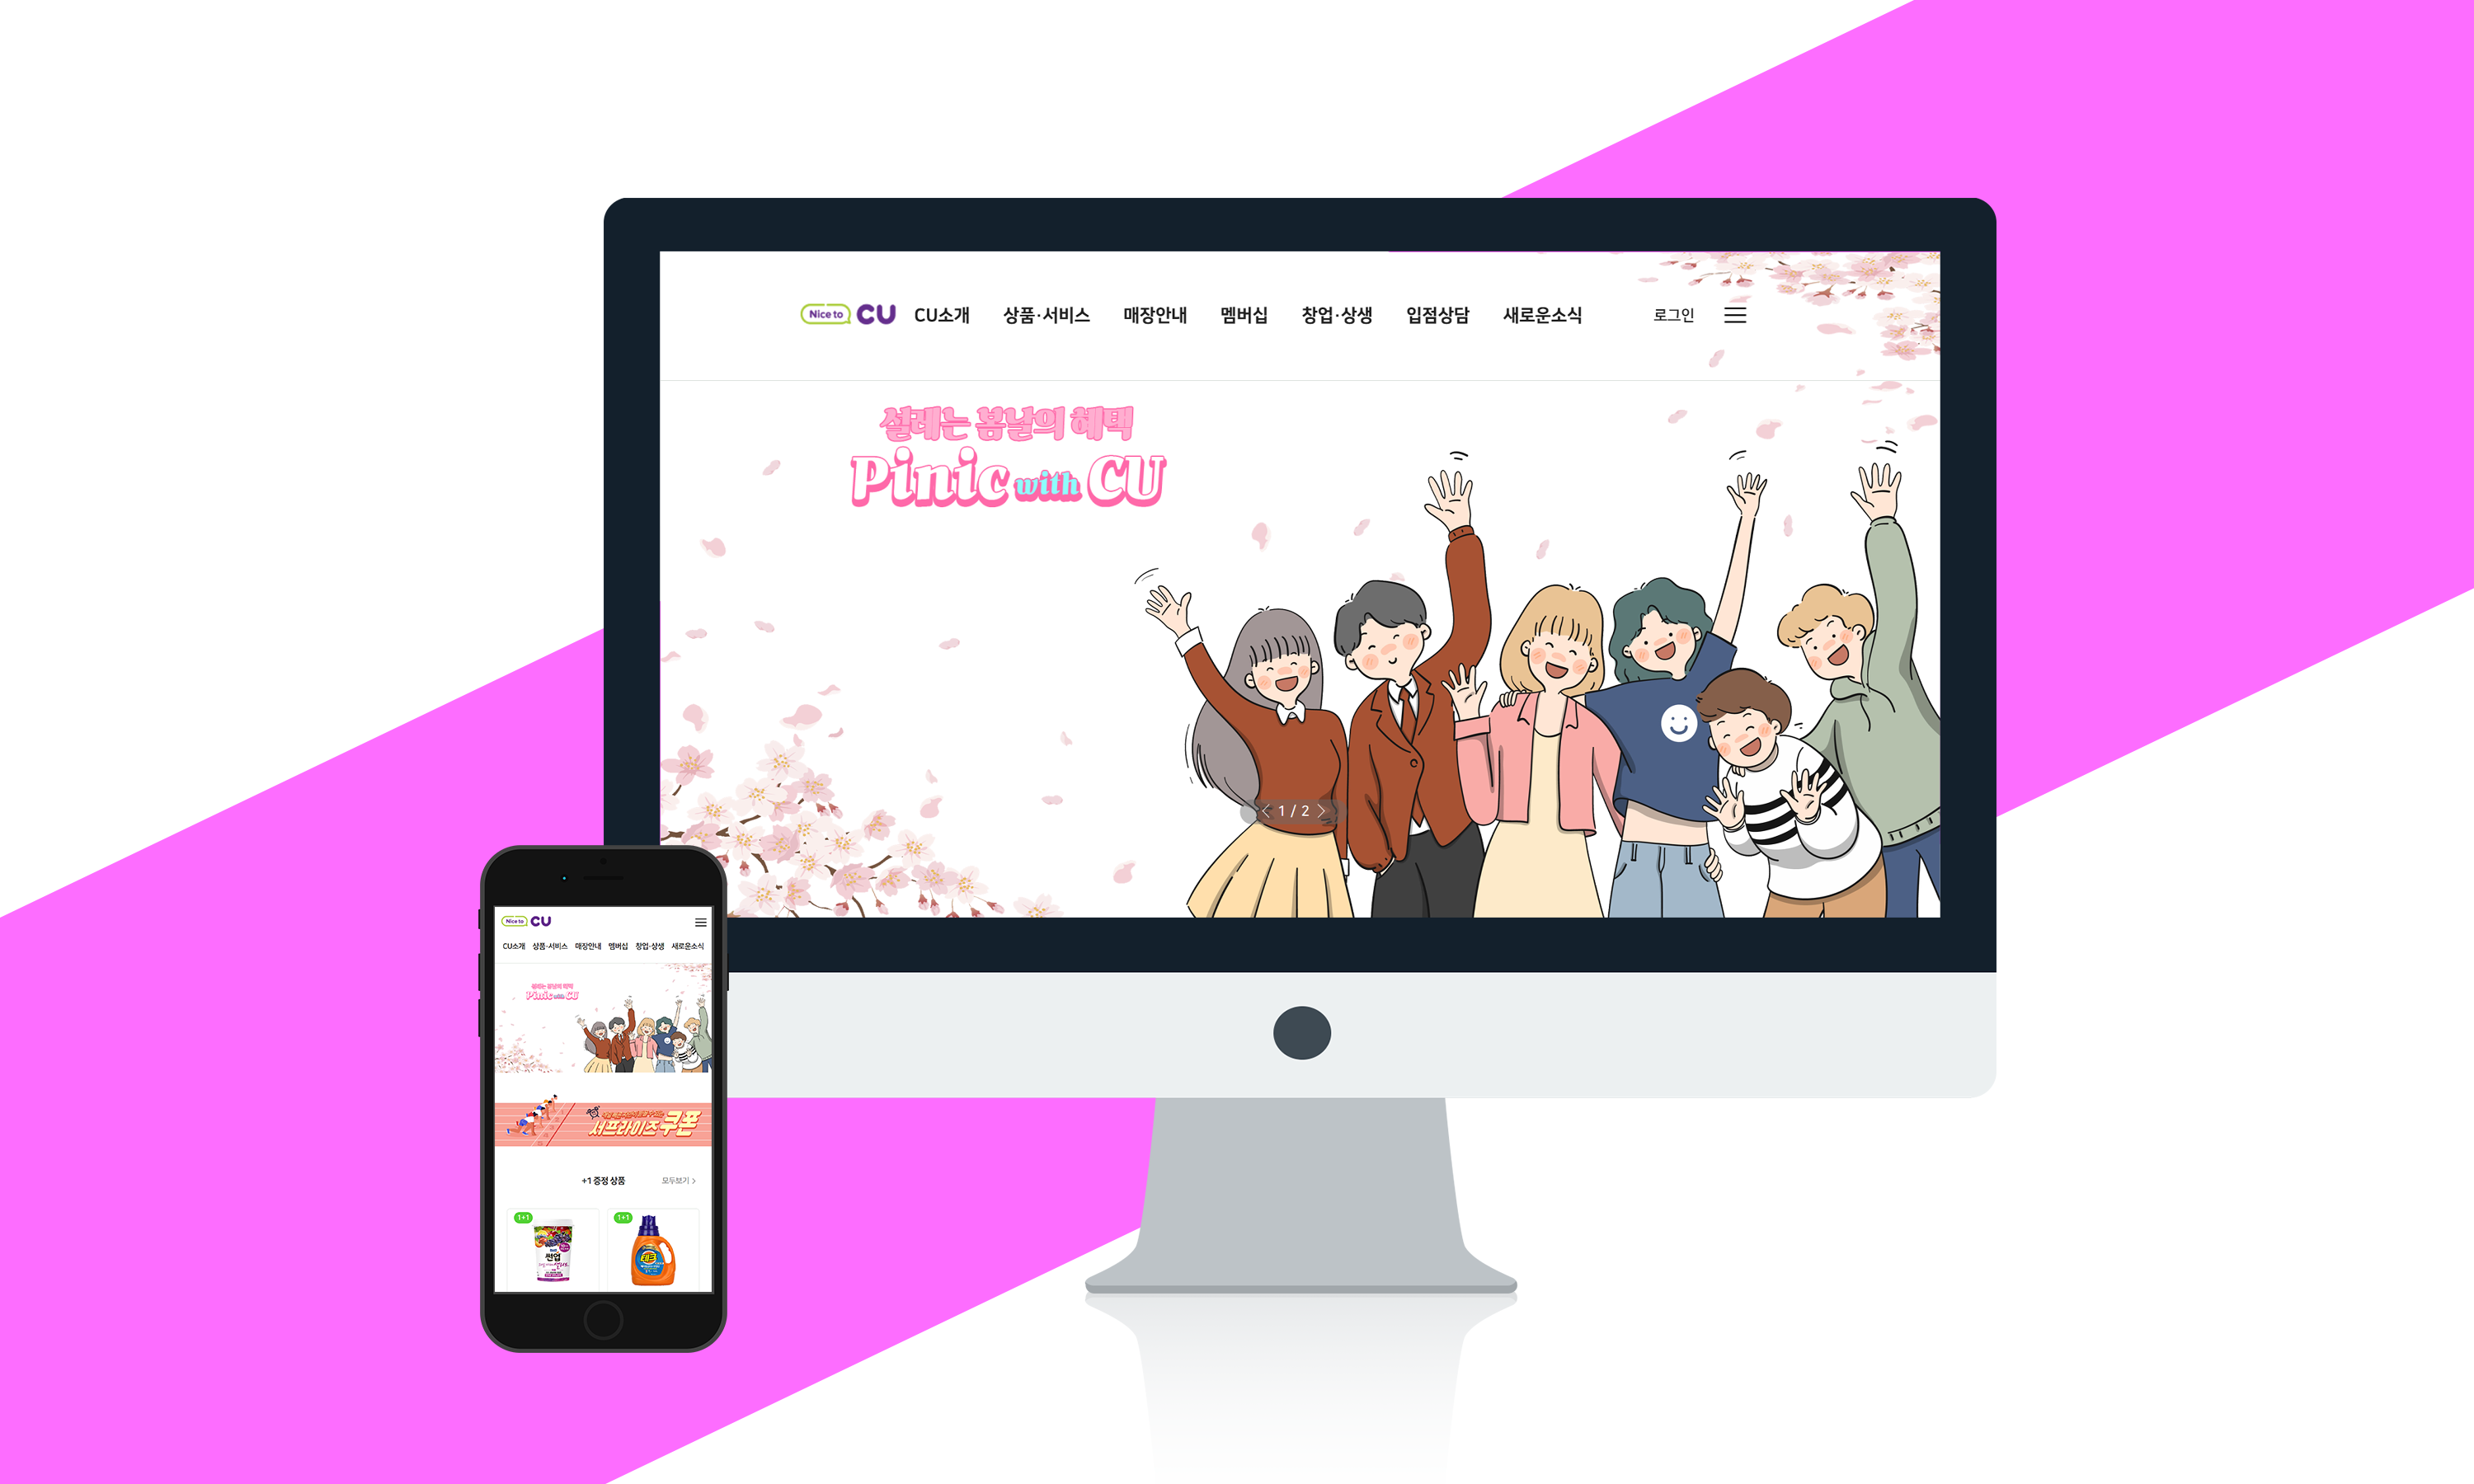 Nice to CU CU소개 상품·서비스 매장안내 멤버십 창업·상생 입점상담 새로운소식 로그인
설레는 봄날의 혜택
Pinic with CU
1 / 2
Nice to CU
CU소개 상품·서비스 매장안내 멤버십 창업·상생 새로운소식
설레는 봄날의 혜택
Pinic with CU
서프라이즈 쿠폰
+1 증정 상품 모두보기
1+1 1+1
썬업
테크